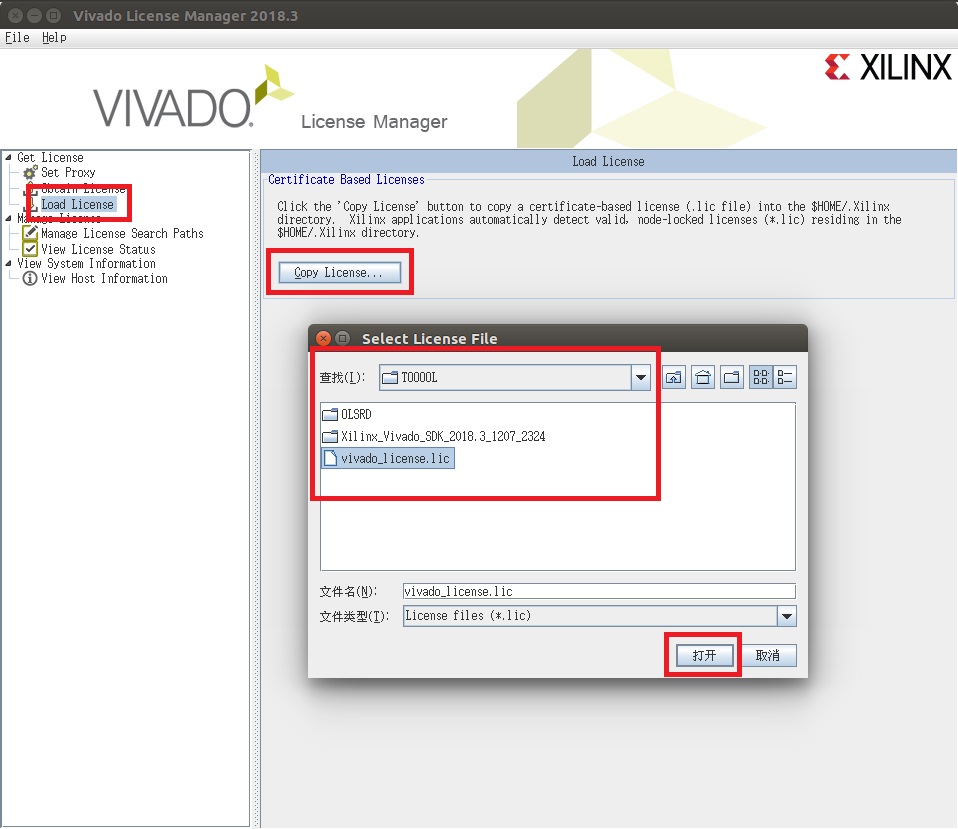 Vivado License Manager 2018.3
File Help
XILINX
VIVADO.
License Manager
Get License
Set Proxy
Obtain License
Load License
Manage License
Manage License Search Paths
View License Status
View System Information
View Host Information
Load License
Certificate Based Licenses
Click the 'Copy License' button to copy a certificate-based license (.lic file) into the $HOME/.Xilinx
directory. Xilinx applications automatically detect valid, node-locked licenses (*.lic) residing in the
$HOME/.Xilinx directory.
Copy License...
Select License File
查找(I): TOOOOL
OLSRD
Xilinx_Vivado_SDK_2018.3_1207_2324
vivado_license.lic
文件名(N): vivado_license.lic
文件类型(T): License files (*.lic)
打开 取消